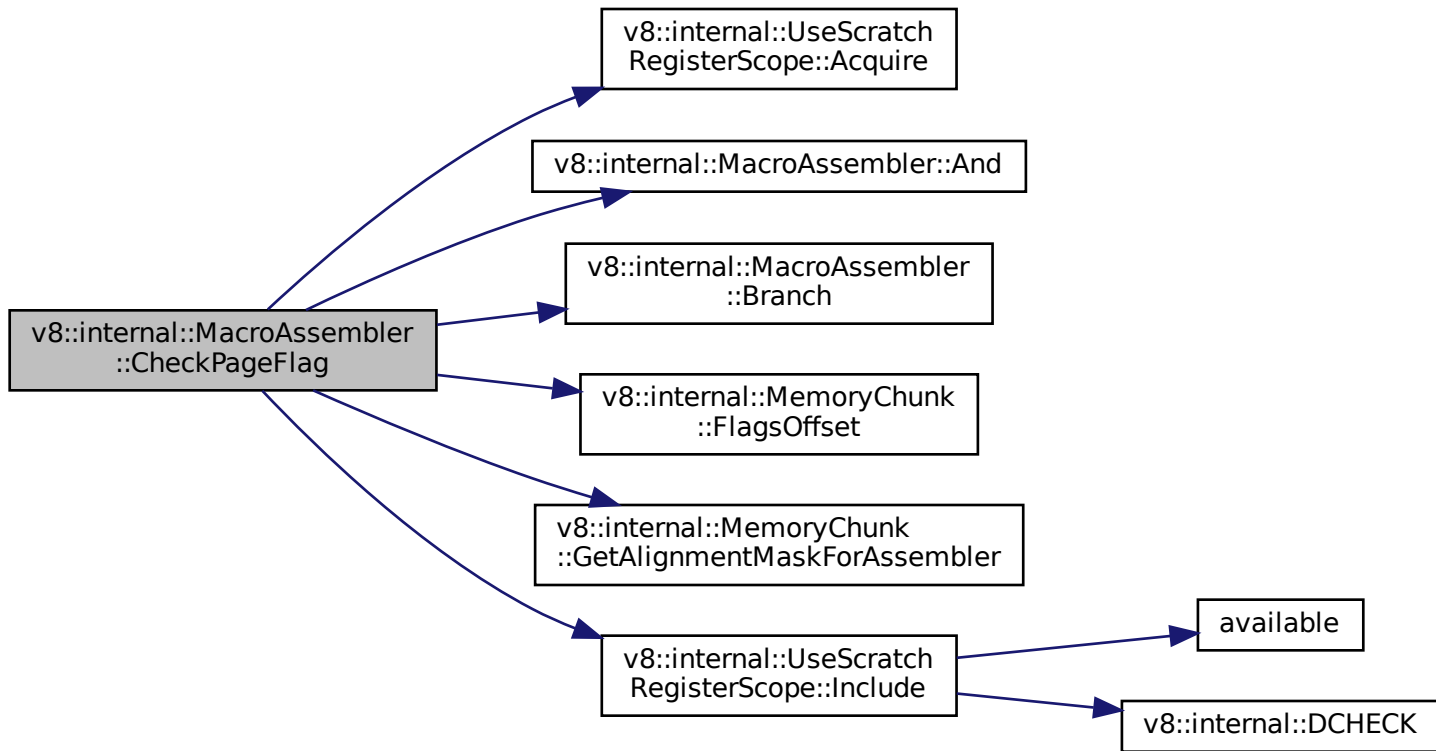 v8::internal::UseScratch
RegisterScope::Acquire
v8::internal::MacroAssembler::And
v8::internal::MacroAssembler
::Branch
v8::internal::MacroAssembler
::CheckPageFlag
v8::internal::MemoryChunk
::FlagsOffset
v8::internal::MemoryChunk
::GetAlignmentMaskForAssembler
v8::internal::UseScratch
RegisterScope::Include
available
v8::internal::DCHECK